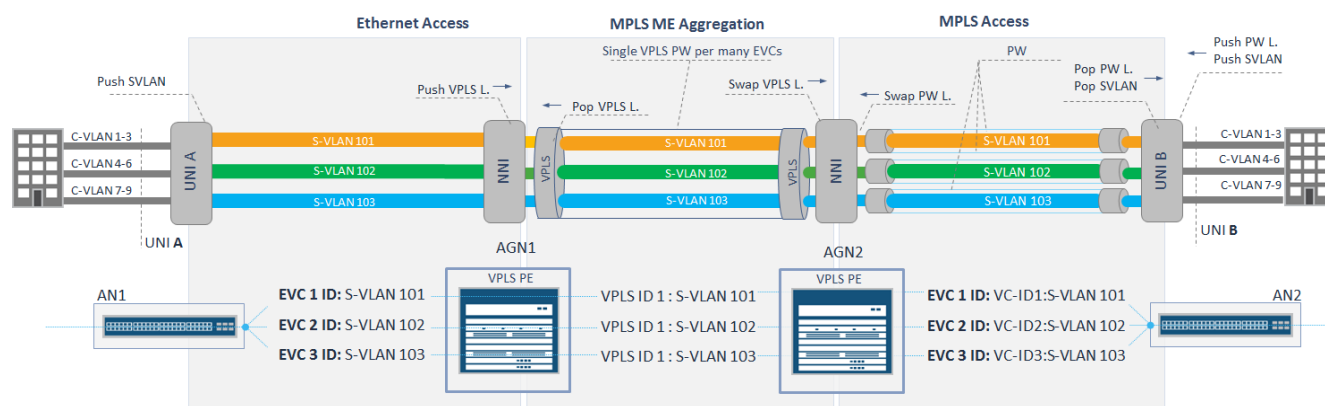 Ethernet Access
MPLS ME Aggregation
MPLS Access
Single VPLS PW per many EVCs
PW
Push PW L.
Push SVLAN
Push SVLAN
Push VPLS L.
Pop VPLS L.
Swap VPLS L.
Swap PW L.
Pop PW L.
Pop SVLAN
C-VLAN 1-3
C-VLAN 4-6
C-VLAN 7-9
UNI A
S-VLAN 101
S-VLAN 102
S-VLAN 103
NNI
VPLS
S-VLAN 101
S-VLAN 102
S-VLAN 103
VPLS
NNI
S-VLAN 101
S-VLAN 102
S-VLAN 103
UNI B
C-VLAN 1-3
C-VLAN 4-6
C-VLAN 7-9
UNI A
UNI B
AGN1
AGN2
VPLS PE
VPLS PE
AN1
AN2
EVC 1 ID: S-VLAN 101
EVC 2 ID: S-VLAN 102
EVC 3 ID: S-VLAN 103
VPLS ID 1 : S-VLAN 101
VPLS ID 1 : S-VLAN 102
VPLS ID 1 : S-VLAN 103
EVC 1 ID: VC-ID1:S-VLAN 101
EVC 2 ID: VC-ID2:S-VLAN 102
EVC 3 ID: VC-ID3:S-VLAN 103